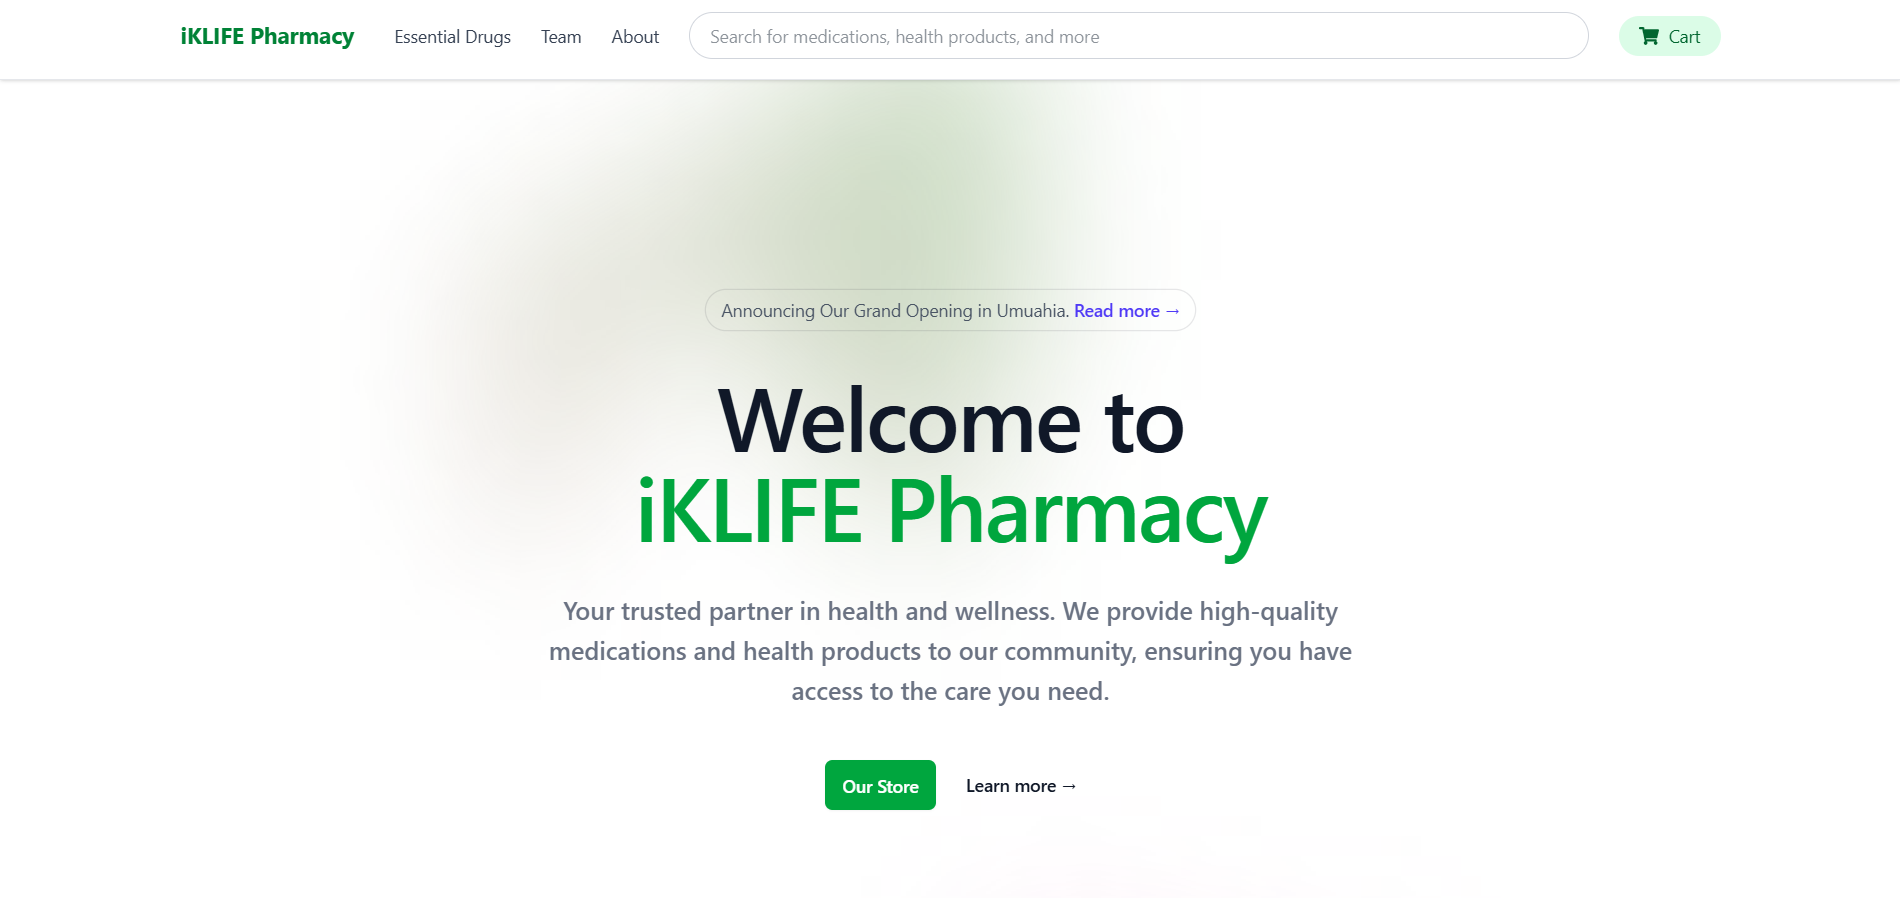 iKLIFE Pharmacy
Essential Drugs
Team
About
Search for medications, health products, and more
Cart
Announcing Our Grand Opening in Umuahia. Read more →
Welcome to
iKLIFE Pharmacy
Your trusted partner in health and wellness. We provide high-quality
medications and health products to our community, ensuring you have
access to the care you need.
Our Store
Learn more →